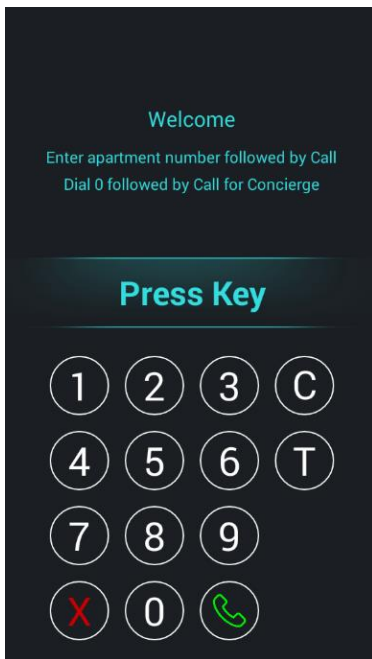 Welcome
Enter apartment number followed by Call
Dial 0 followed by Call for Concierge
Press Key
1 2 3 C
4 5 6 T
7 8 9
X 0